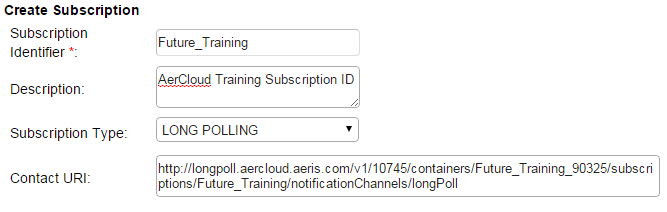 Create Subscription
Subscription
Identifier *:
Future_Training
Description:
AerCloud Training Subscription ID
Subscription Type:
LONG POLLING
Contact URI:
http://longpoll.aercloud.aeris.com/v1/10745/containers/Future_Training_90325/subscri
ptions/Future_Training/notificationChannels/longPoll